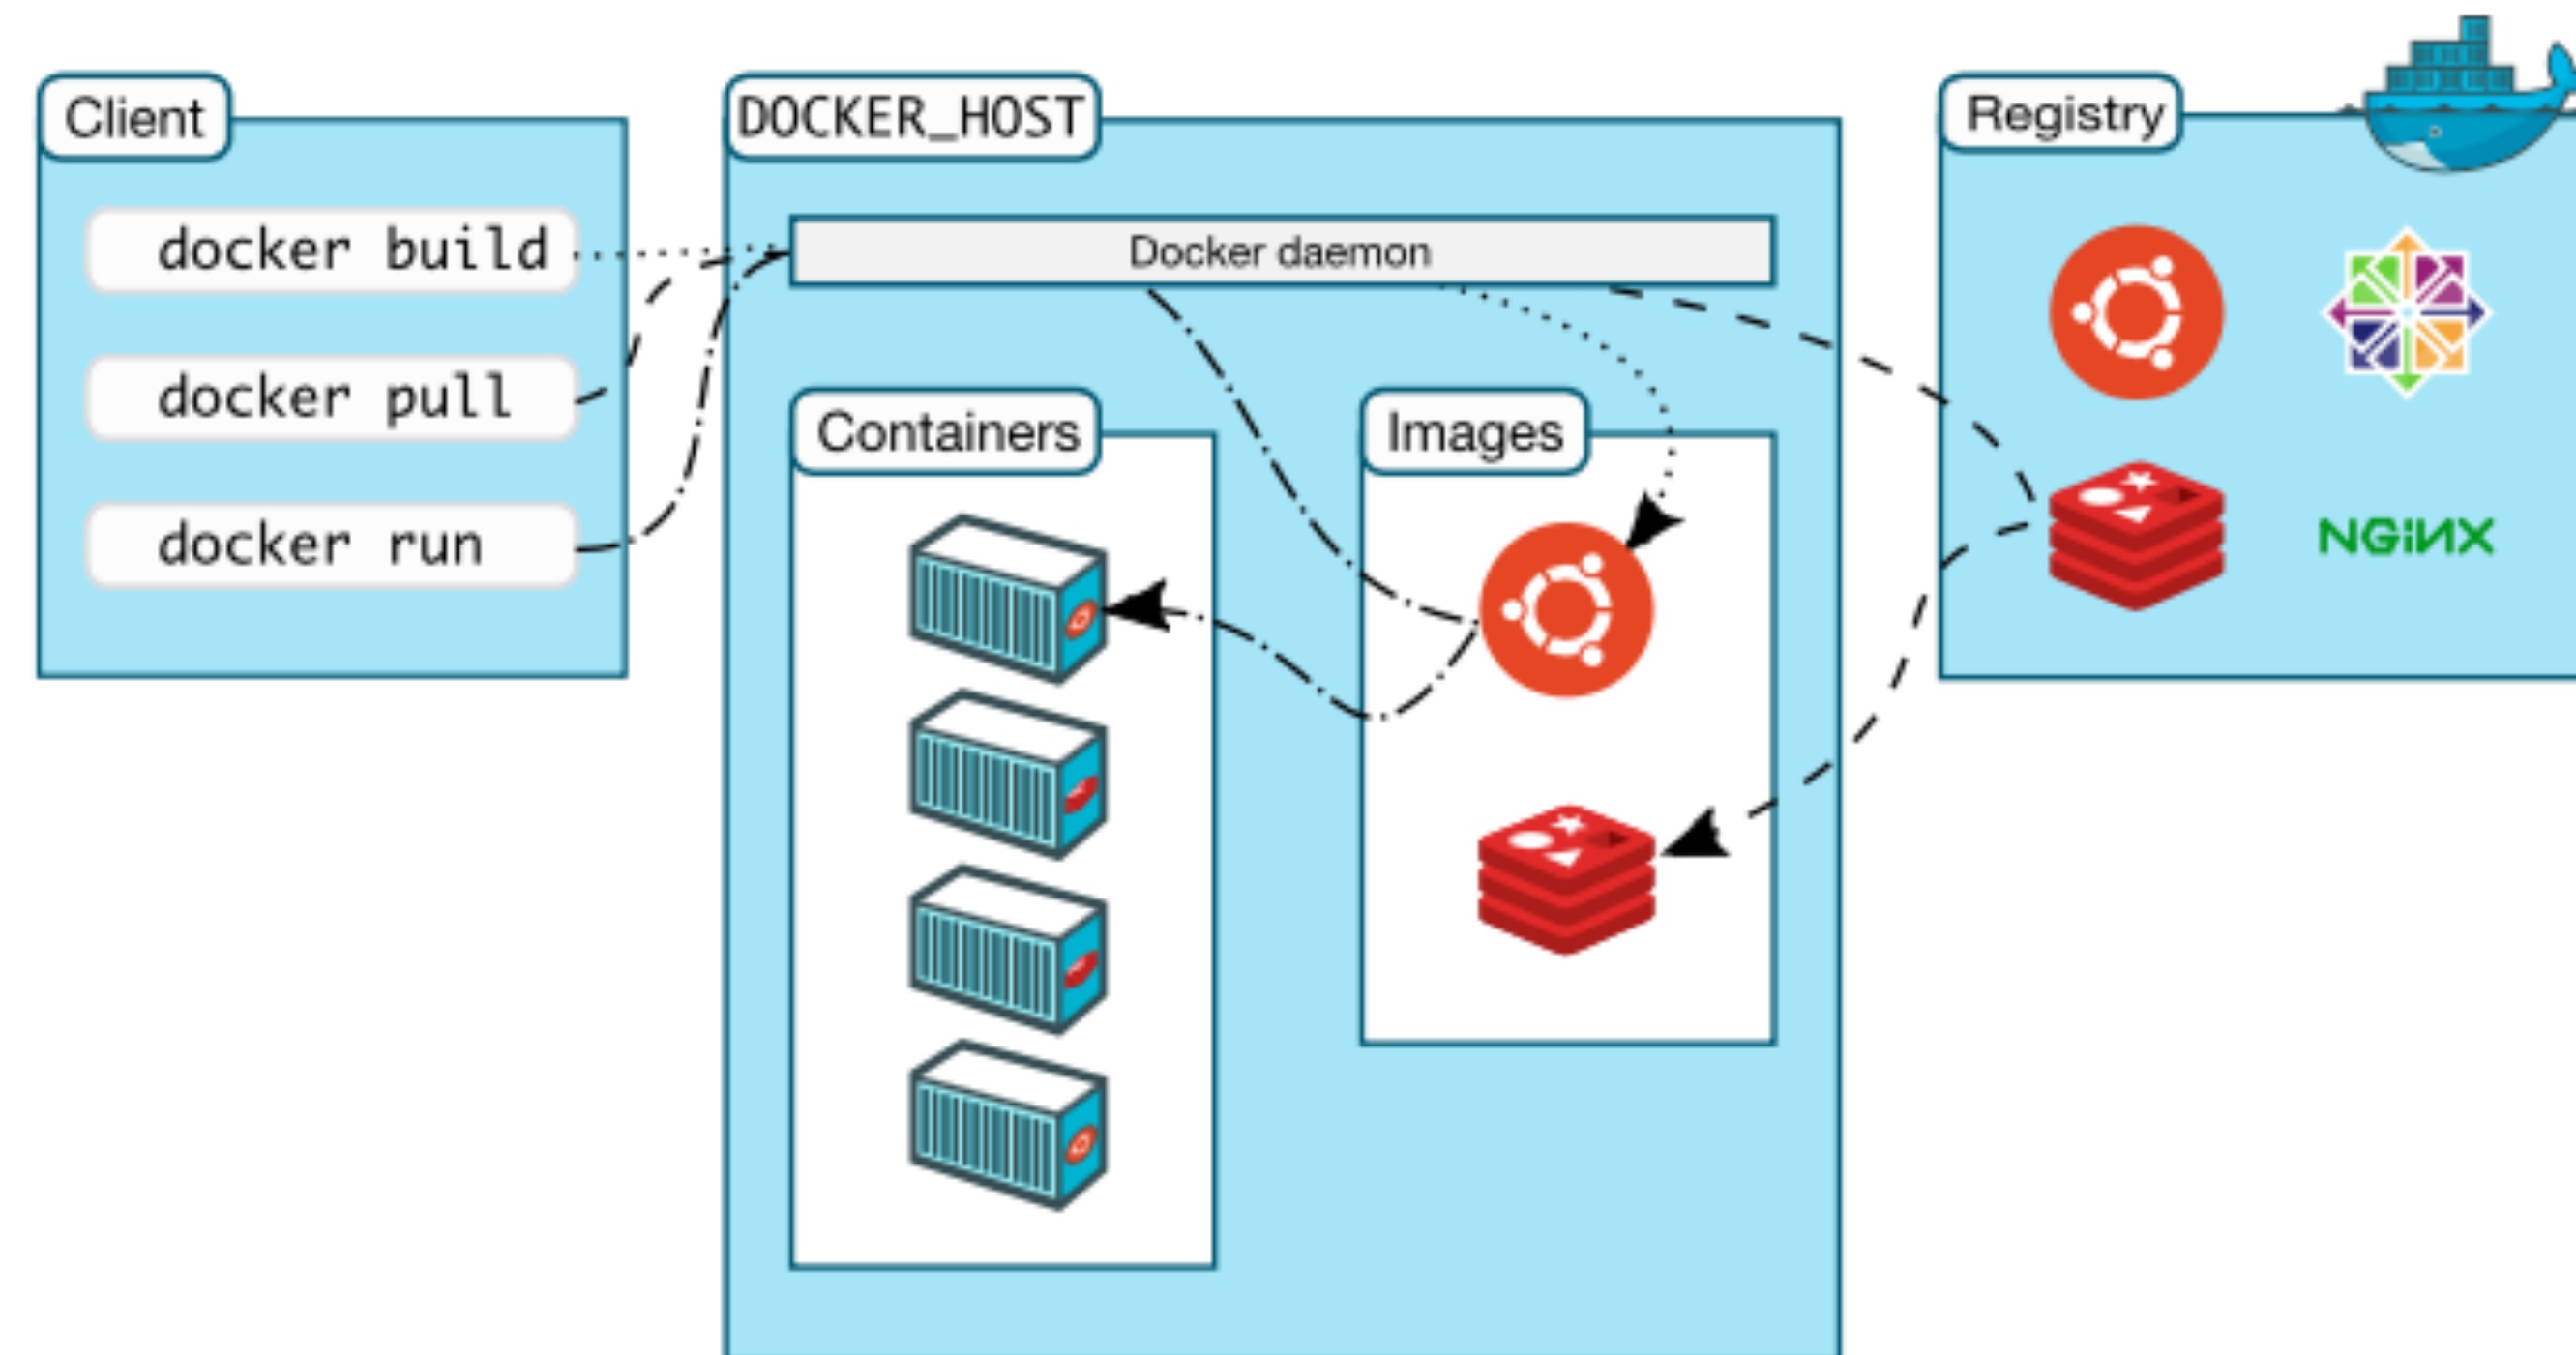 Client
docker build
docker pull
docker run
DOCKER_HOST
Docker daemon
Containers
Images
Registry
NGiNX